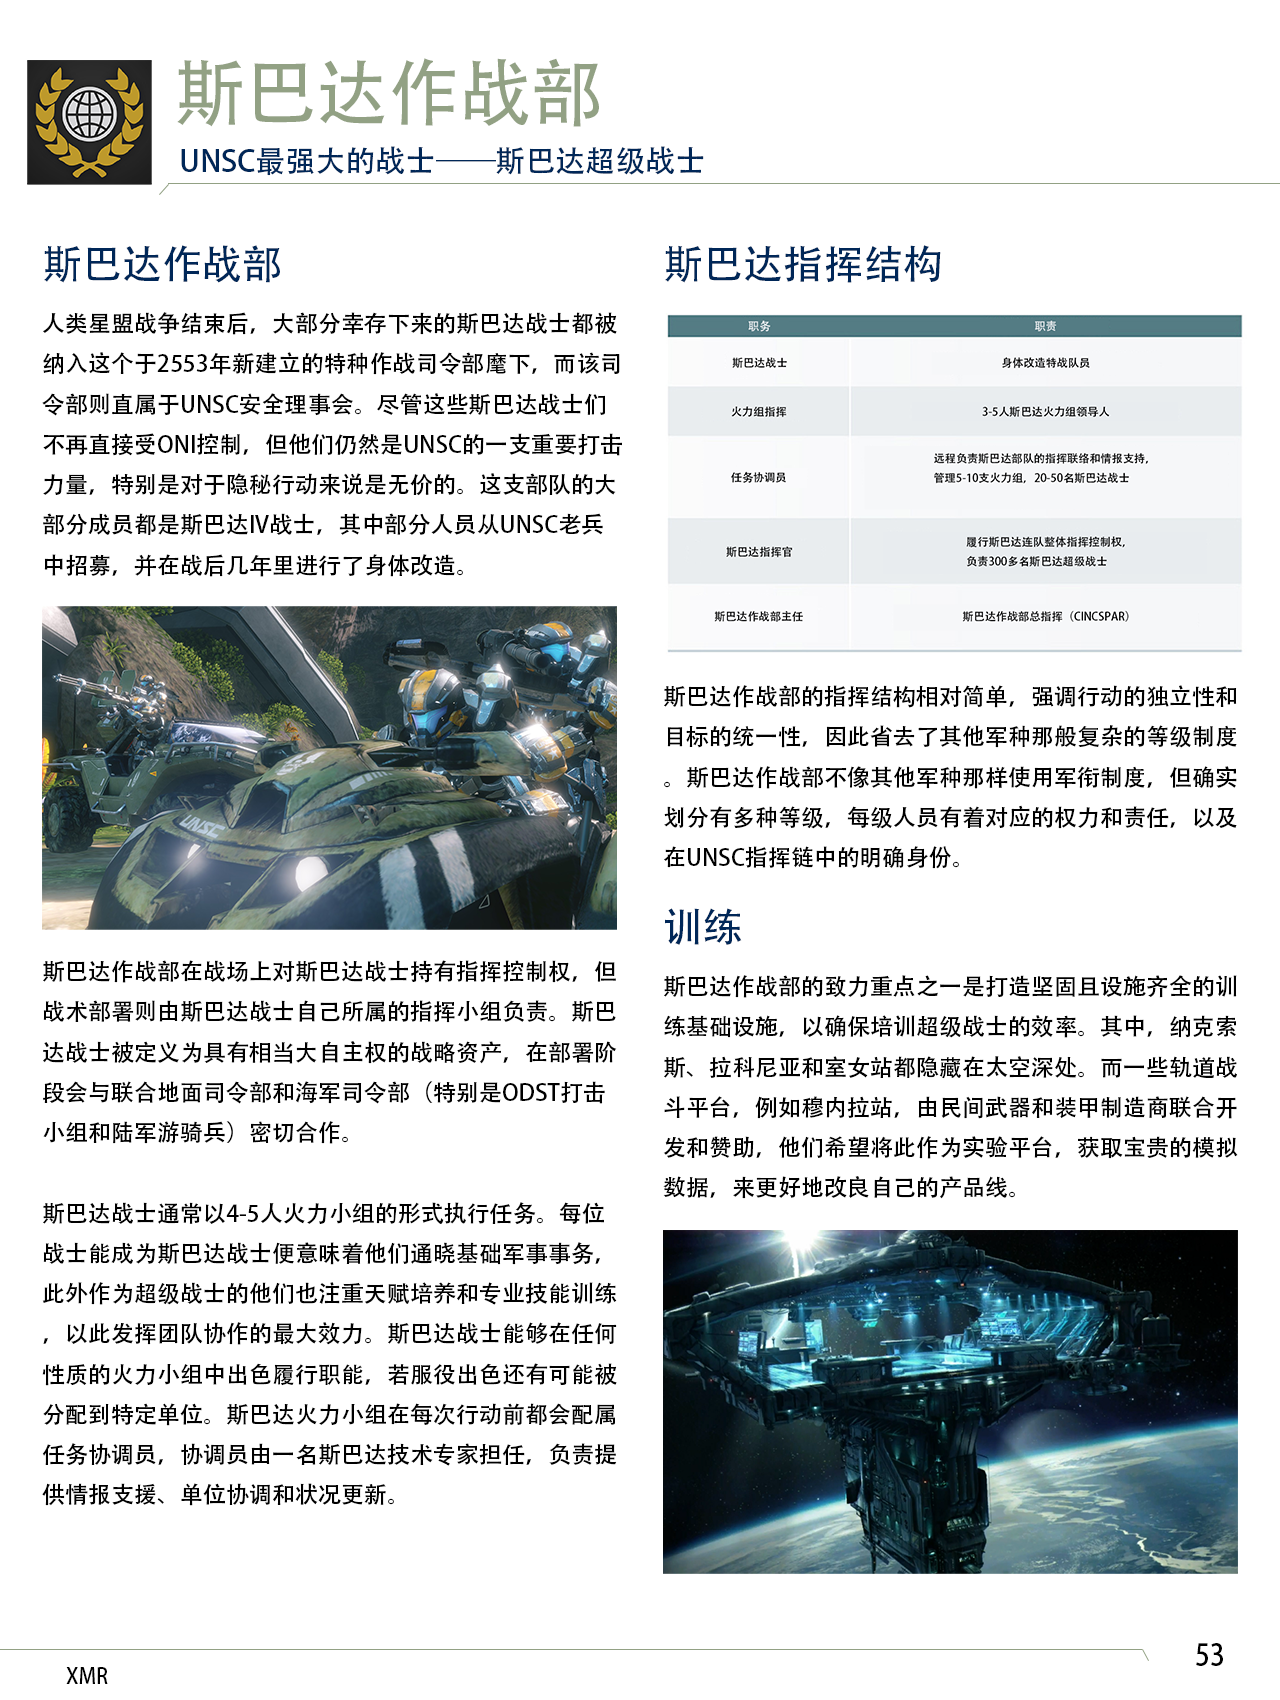 斯巴达作战部
UNSC最强大的战士——斯巴达超级战士
斯巴达作战部
人类星盟战争结束后，大部分幸存下来的斯巴达战士都被
纳入这个于2553年新建立的特种作战司令部麾下，而该司
令部则直属于UNSC安全理事会。尽管这些斯巴达战士们
不再直接受ONI控制，但他们仍然是UNSC的一支重要打击
力量，特别是对于隐秘行动来说是无价的。这支部队的大
部分成员都是斯巴达IV战士，其中部分人员从UNSC老兵
中招募，并在战后几年里进行了身体改造。
UNSC
斯巴达作战部在战场上对斯巴达战士持有指挥控制权，但
战术部署则由斯巴达战士自己所属的指挥小组负责。斯巴
达战士被定义为具有相当大自主权的战略资产，在部署阶
段会与联合地面司令部和海军司令部（特别是ODST打击
小组和陆军游骑兵）密切合作。
斯巴达战士通常以4-5人火力小组的形式执行任务。每位
战士能成为斯巴达战士便意味着他们通晓基础军事事务，
此外作为超级战士的他们也注重天赋培养和专业技能训练
，以此发挥团队协作的最大效力。斯巴达战士能够在任何
性质的火力小组中出色履行职能，若服役出色还有可能被
分配到特定单位。斯巴达火力小组在每次行动前都会配属
任务协调员，协调员由一名斯巴达技术专家担任，负责提
供情报支援、单位协调和状况更新。
斯巴达指挥结构
职务 职责
斯巴达战士 身体改造特战队员
火力组指挥 3-5人斯巴达火力组领导人
任务协调员 远程负责斯巴达部队的指挥联络和情报支持，
管理5-10支火力组，20-50名斯巴达战士
斯巴达指挥官 履行斯巴达连队整体指挥控制权，
负责300多名斯巴达超级战士
斯巴达作战部主任 斯巴达作战部总指挥（CINCSPAR）
斯巴达作战部的指挥结构相对简单，强调行动的独立性和
目标的统一性，因此省去了其他军种那般复杂的等级制度
。斯巴达作战部不像其他军种那样使用军衔制度，但确实
划分有多种等级，每级人员有着对应的权力和责任，以及
在UNSC指挥链中的明确身份。
训练
斯巴达作战部的致力重点之一是打造坚固且设施齐全的训
练基础设施，以确保培训超级战士的效率。其中，纳克索
斯、拉科尼亚和室女站都隐藏在太空深处。而一些轨道战
斗平台，例如穆内拉站，由民间武器和装甲制造商联合开
发和赞助，他们希望将此作为实验平台，获取宝贵的模拟
数据，来更好地改良自己的产品线。
53
XMR